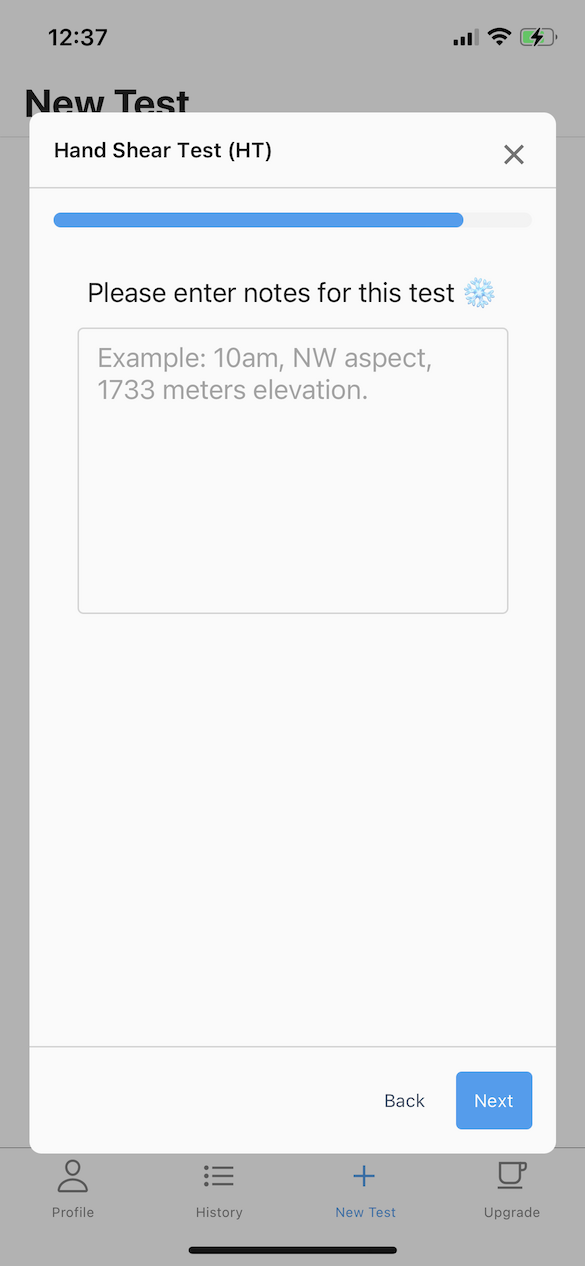 12:37
New Test
Hand Shear Test (HT)
Please enter notes for this test ❄️
Example: 10am, NW aspect,
1733 meters elevation.
Back
Next
Profile
History
New Test
Upgrade